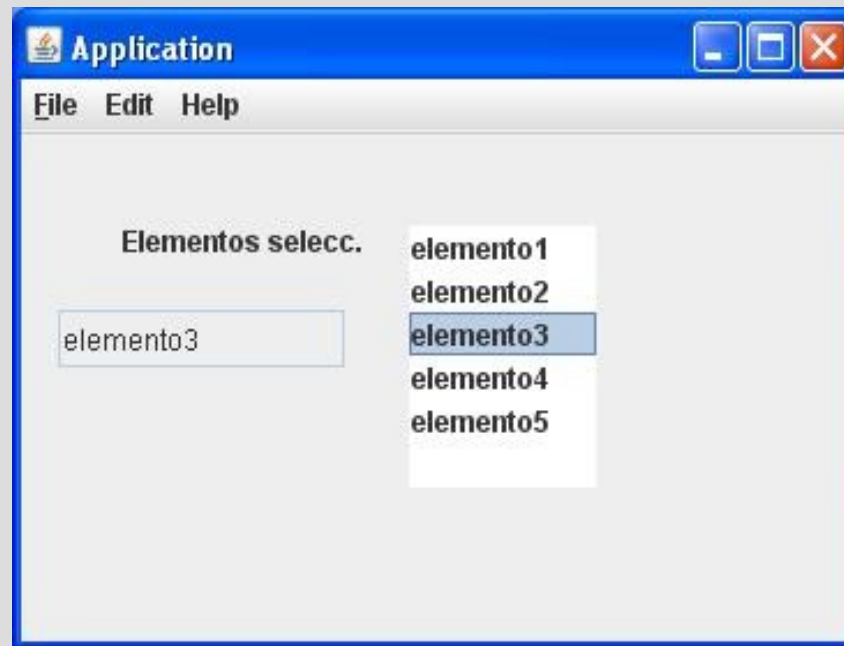 Application
File Edit Help
Elementos selecc.
elemento3
elemento1
elemento2
elemento3
elemento4
elemento5